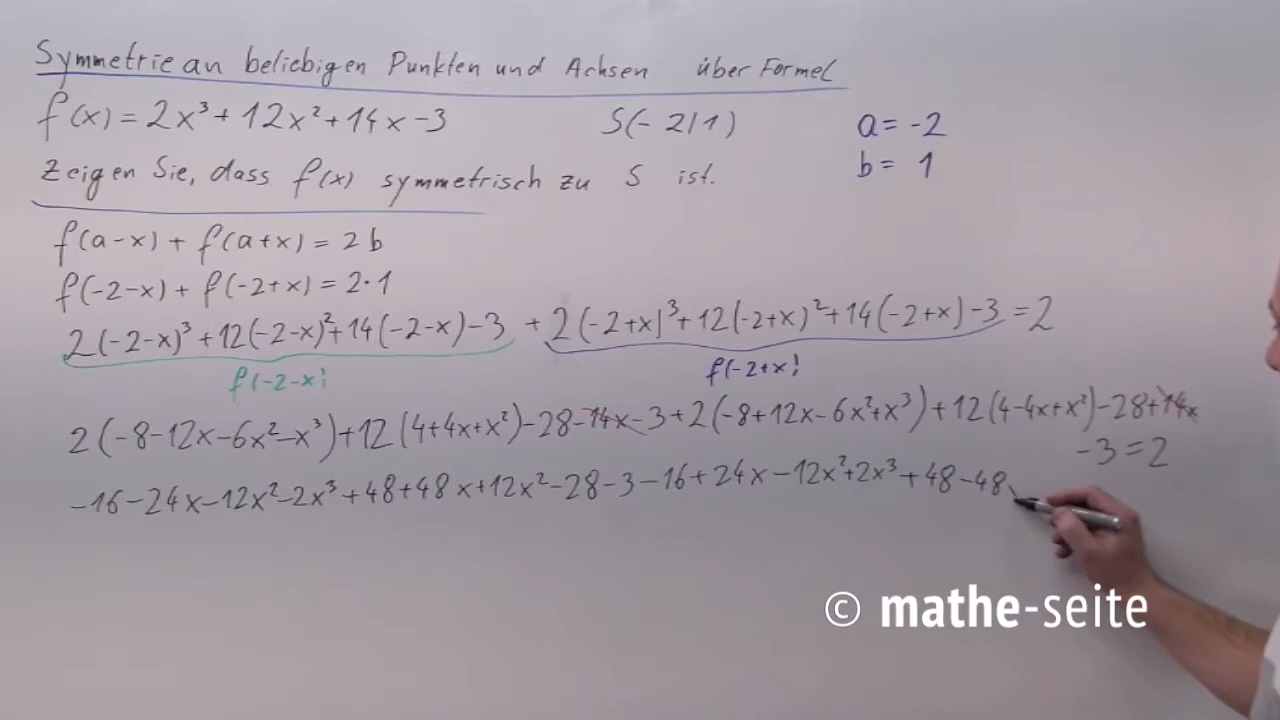 Symmetrie an beliebigen Punkten und Achsen über Formel
f(x) = 2x³ + 12x² + 14x - 3 S(- 2/1) a = -2
b = 1
Zeigen Sie, dass f(x) symmetrisch zu S ist.
f(a-x) + f(a+x) = 2b
f(-2-x) + f(-2+x) = 2·1
2(-2-x)³ + 12(-2-x)² + 14(-2-x) - 3 + 2(-2+x)³ + 12(-2+x)² + 14(-2+x) - 3 = 2
f(-2-x) f(-2+x)
2(-8-12x-6x²-x³) + 12(4+4x+x²) - 28 - 14x - 3 + 2(-8+12x-6x²+x³) + 12(4-4x+x²) - 28 + 14x
- 3 = 2
-16 - 24x - 12x² - 2x³ + 48 + 48x + 12x² - 28 - 3 - 16 + 24x - 12x² + 2x³ + 48 - 48
© mathe-seite